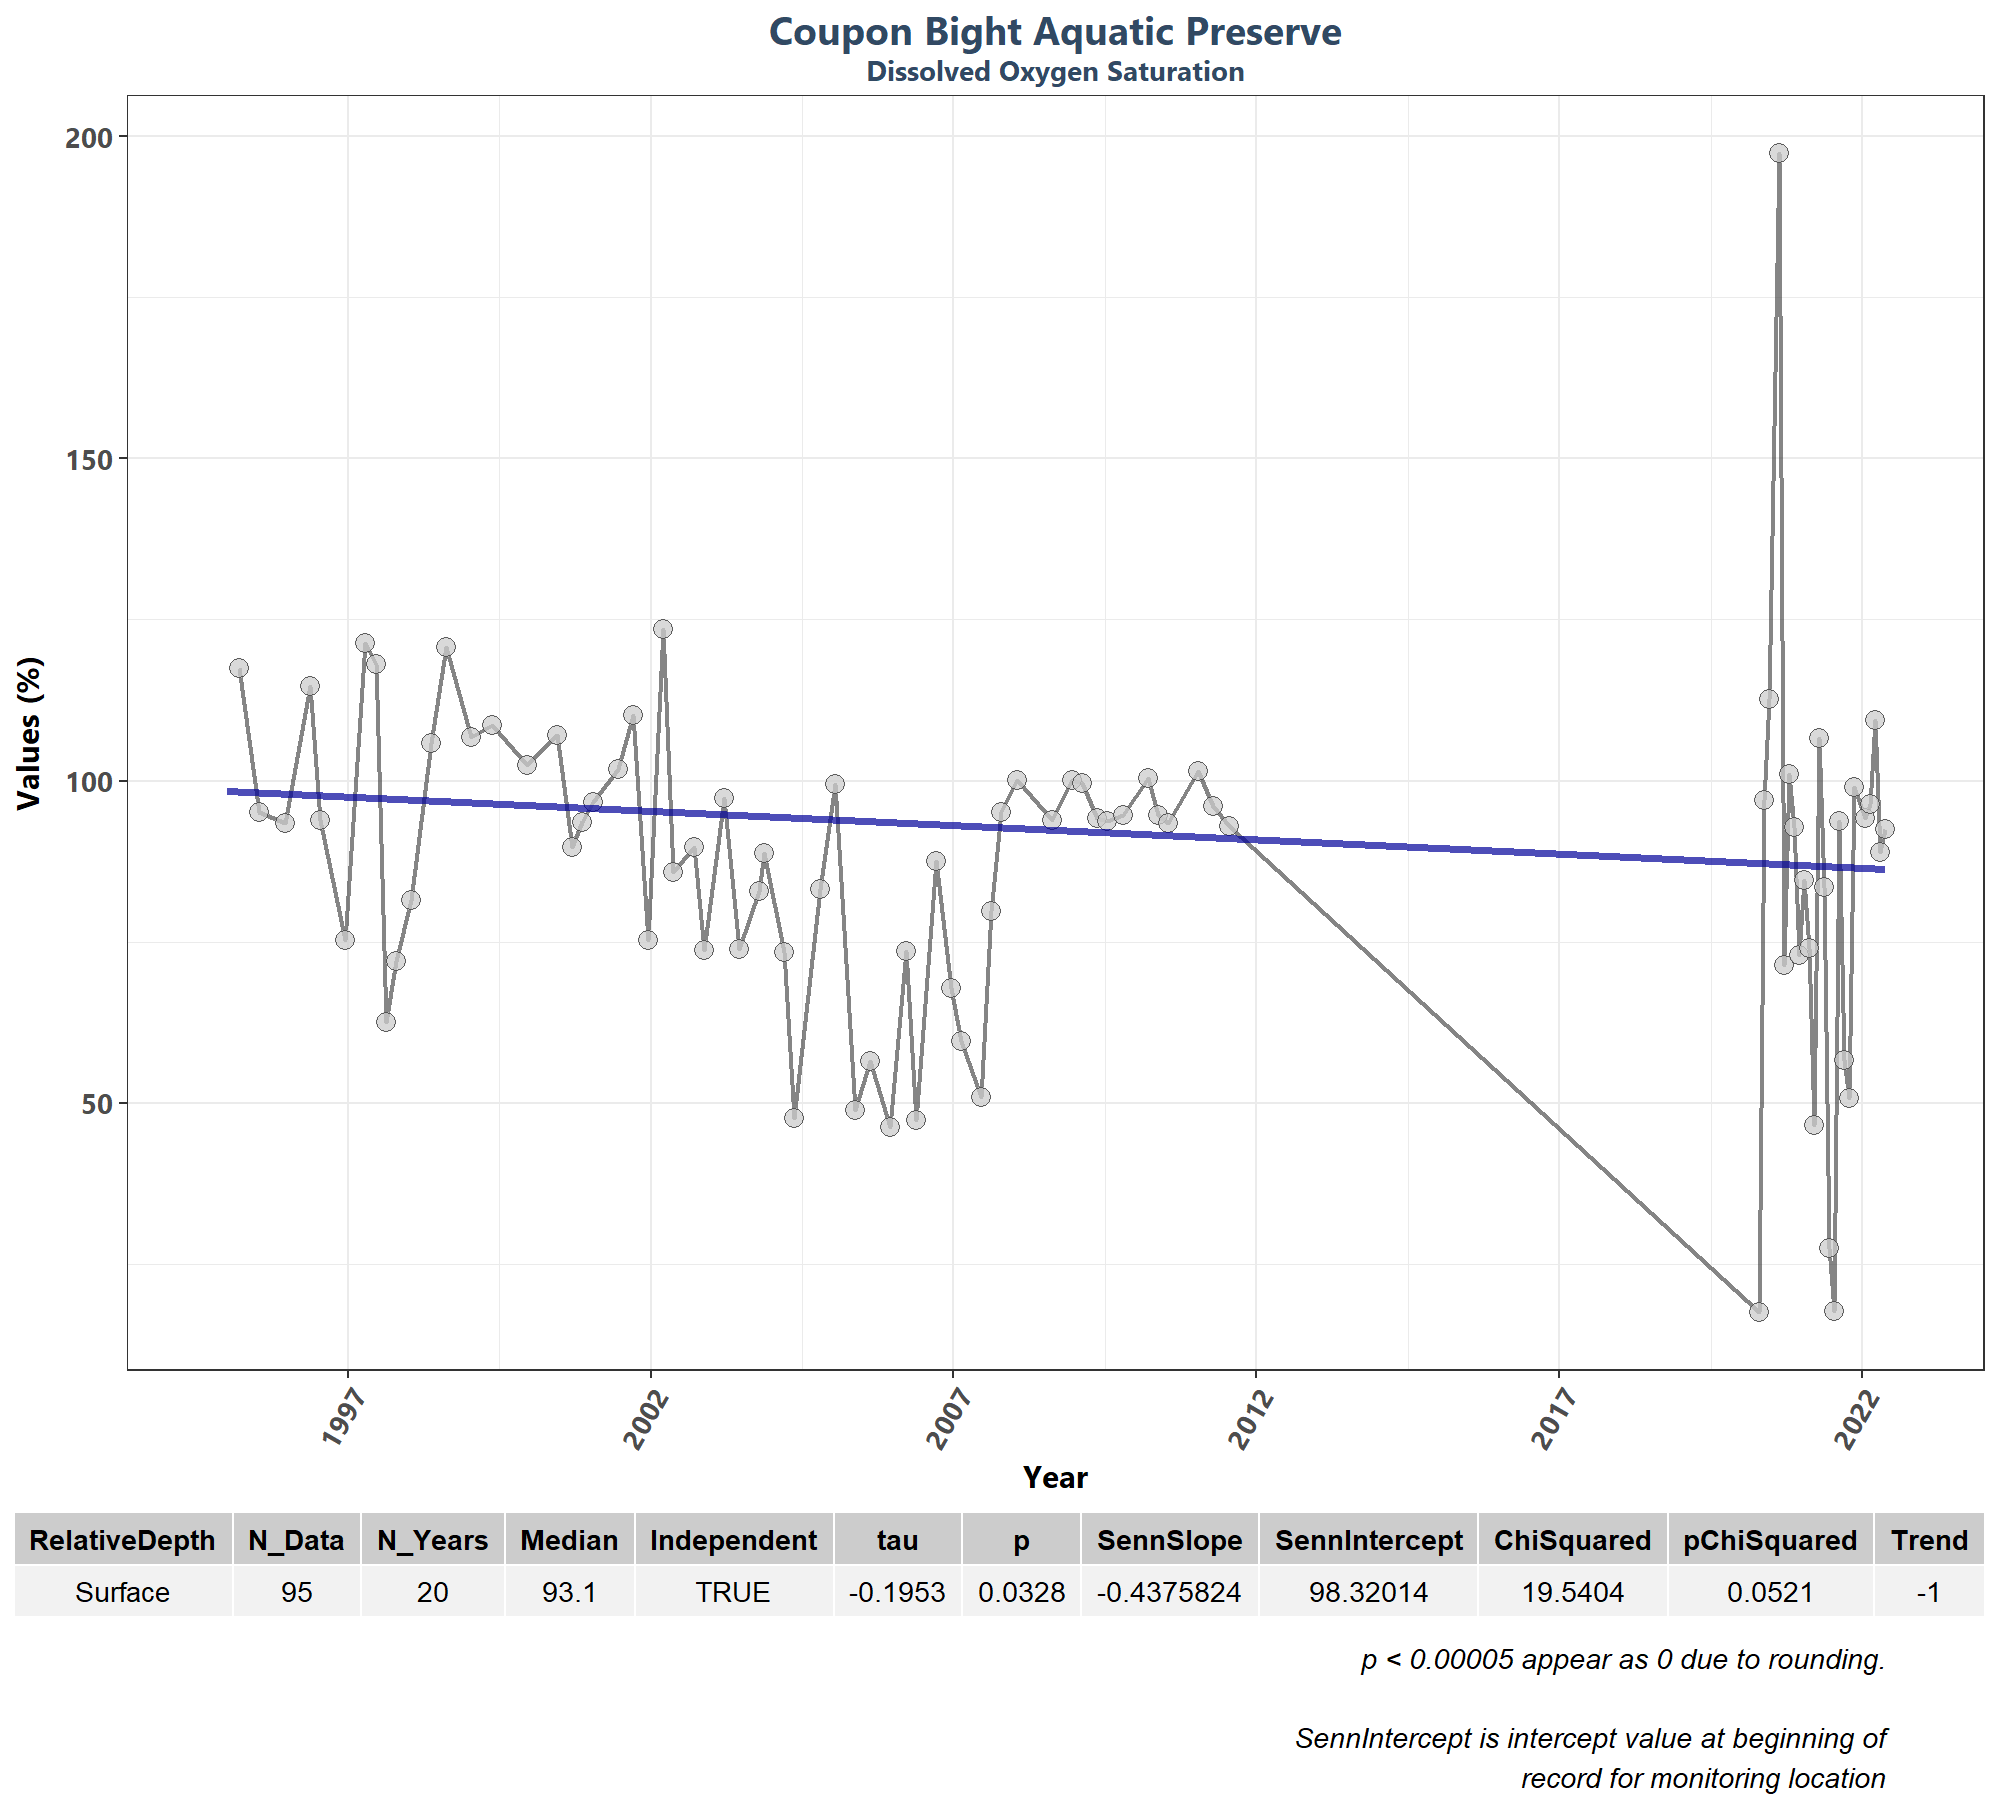 Coupon Bight Aquatic Preserve
Dissolved Oxygen Saturation
200
150
100
50
Values (%)
1997 2002 2007 2012 2017 2022
Year
RelativeDepth N_Data N_Years Median Independent tau p SennSlope SennIntercept ChiSquared pChiSquared Trend
Surface 95 20 93.1 TRUE -0.1953 0.0328 -0.4375824 98.32014 19.5404 0.0521 -1
p < 0.00005 appear as 0 due to rounding.
SennIntercept is intercept value at beginning of
record for monitoring location